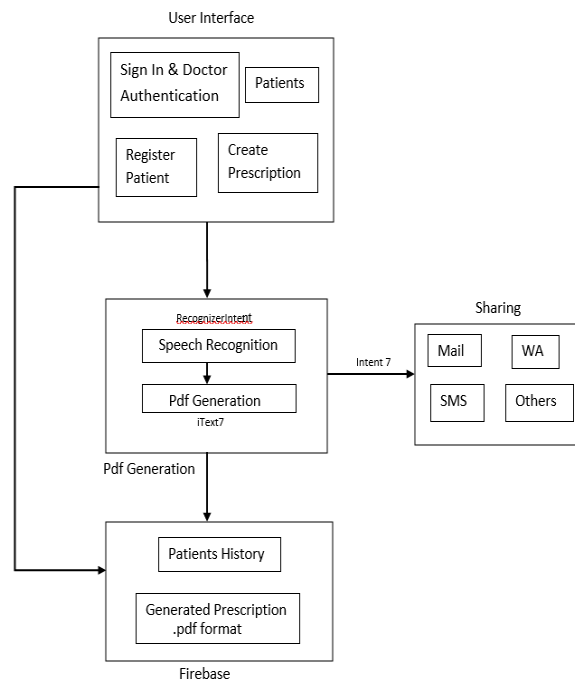 User Interface
Sign In & Doctor
Authentication
Patients
Register
Patient
Create
Prescription
RecognizerIntent
Speech Recognition
Pdf Generation
iText7
Pdf Generation
Intent 7
Sharing
Mail
WA
SMS
Others
Patients History
Generated Prescription
.pdf format
Firebase